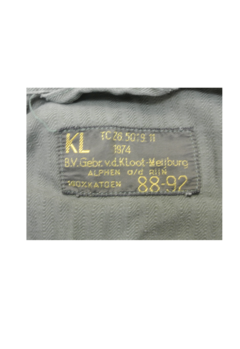 KL
1974
B.V. Gebr. v.d. Kloot-Meijburg
ALPHEN a/d RIJN
88-92